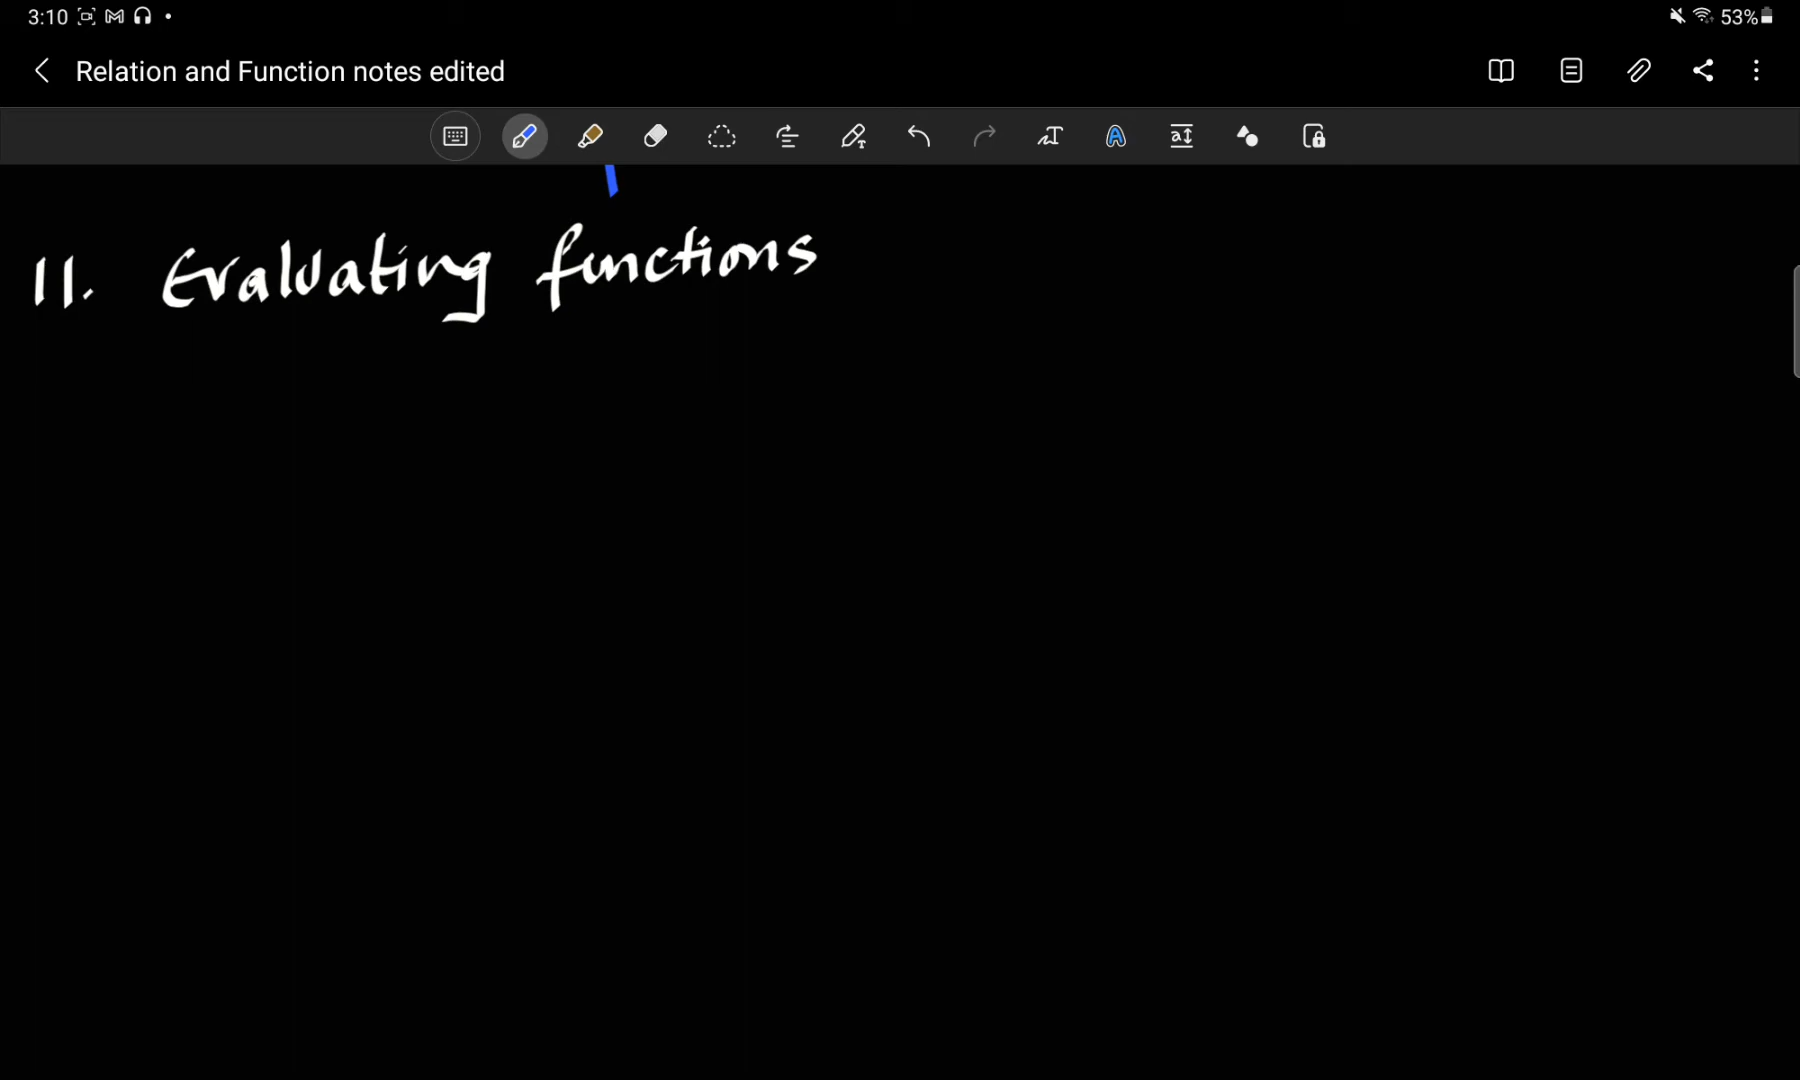 3:10 53%
Relation and Function notes edited
11. Evaluating functions